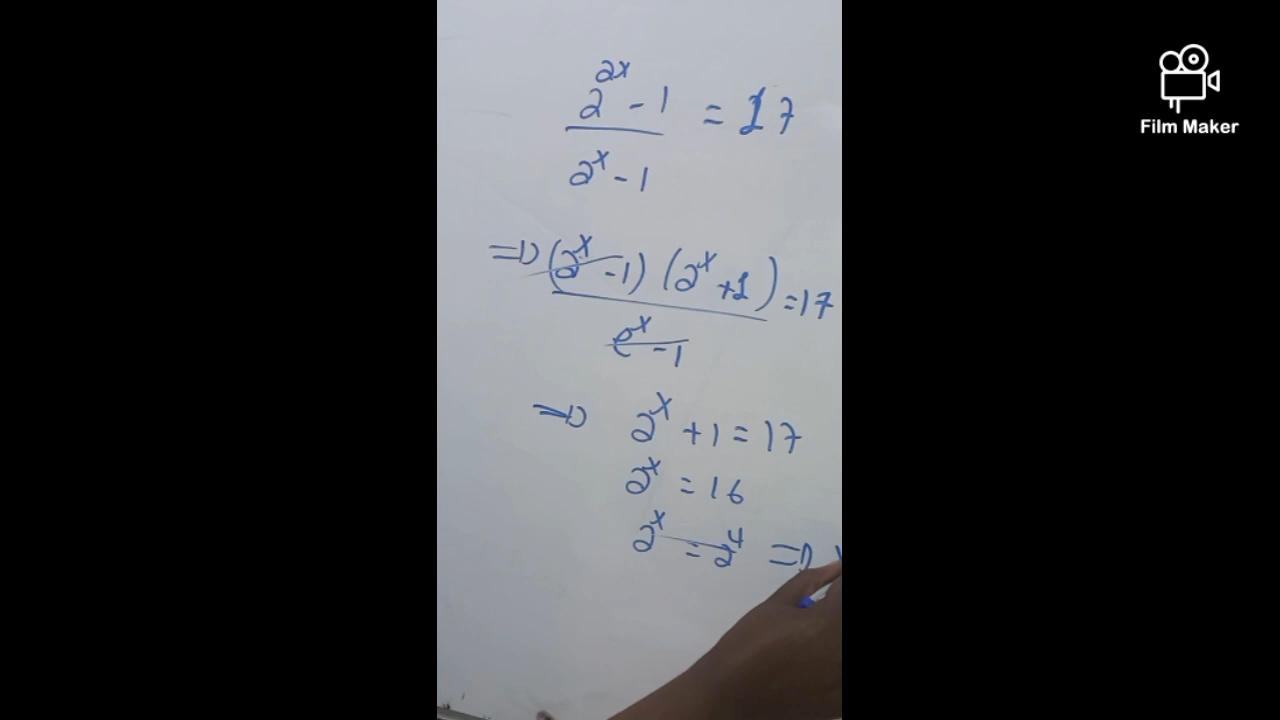 2^2x - 1 / 2^x - 1 = 17
=> (2^x - 1) (2^x + 1) / e^x - 1 = 17
=> 2^x + 1 = 17
2^x = 16
2^x = 2^4 =>
Film Maker